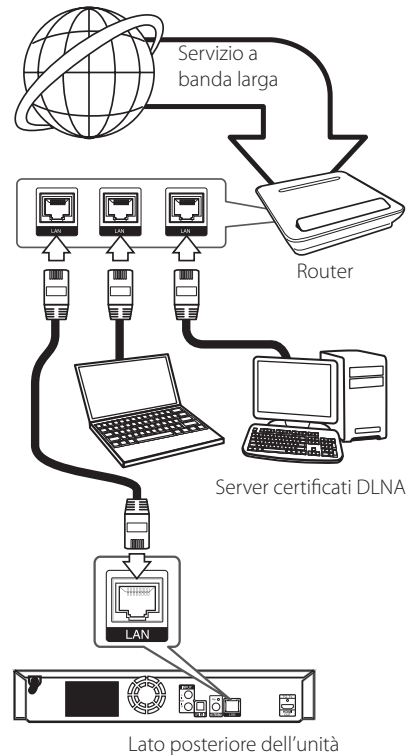 Servizio a
banda larga
LAN
LAN
LAN
Router
Server certificati DLNA
LAN
Lato posteriore dell'unità